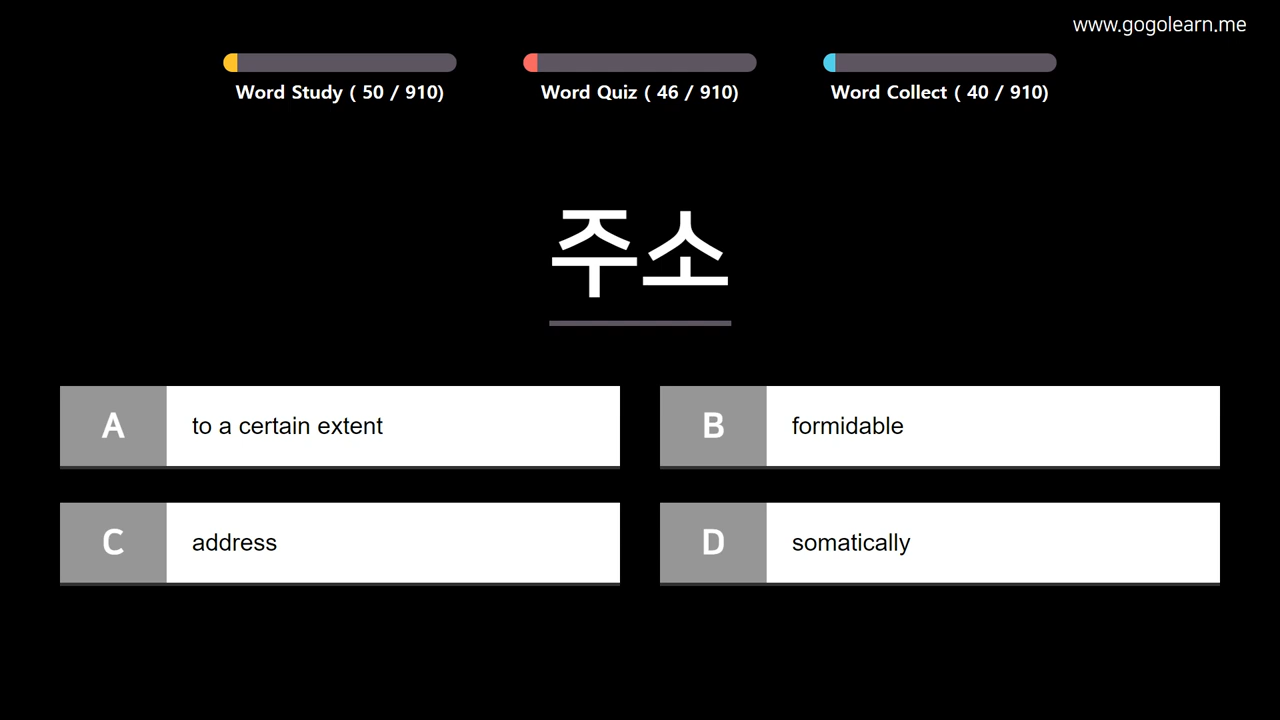 www.gogolearn.me
Word Study ( 50 / 910)
Word Quiz ( 46 / 910)
Word Collect ( 40 / 910)
주소
A to a certain extent
B formidable
C address
D somatically